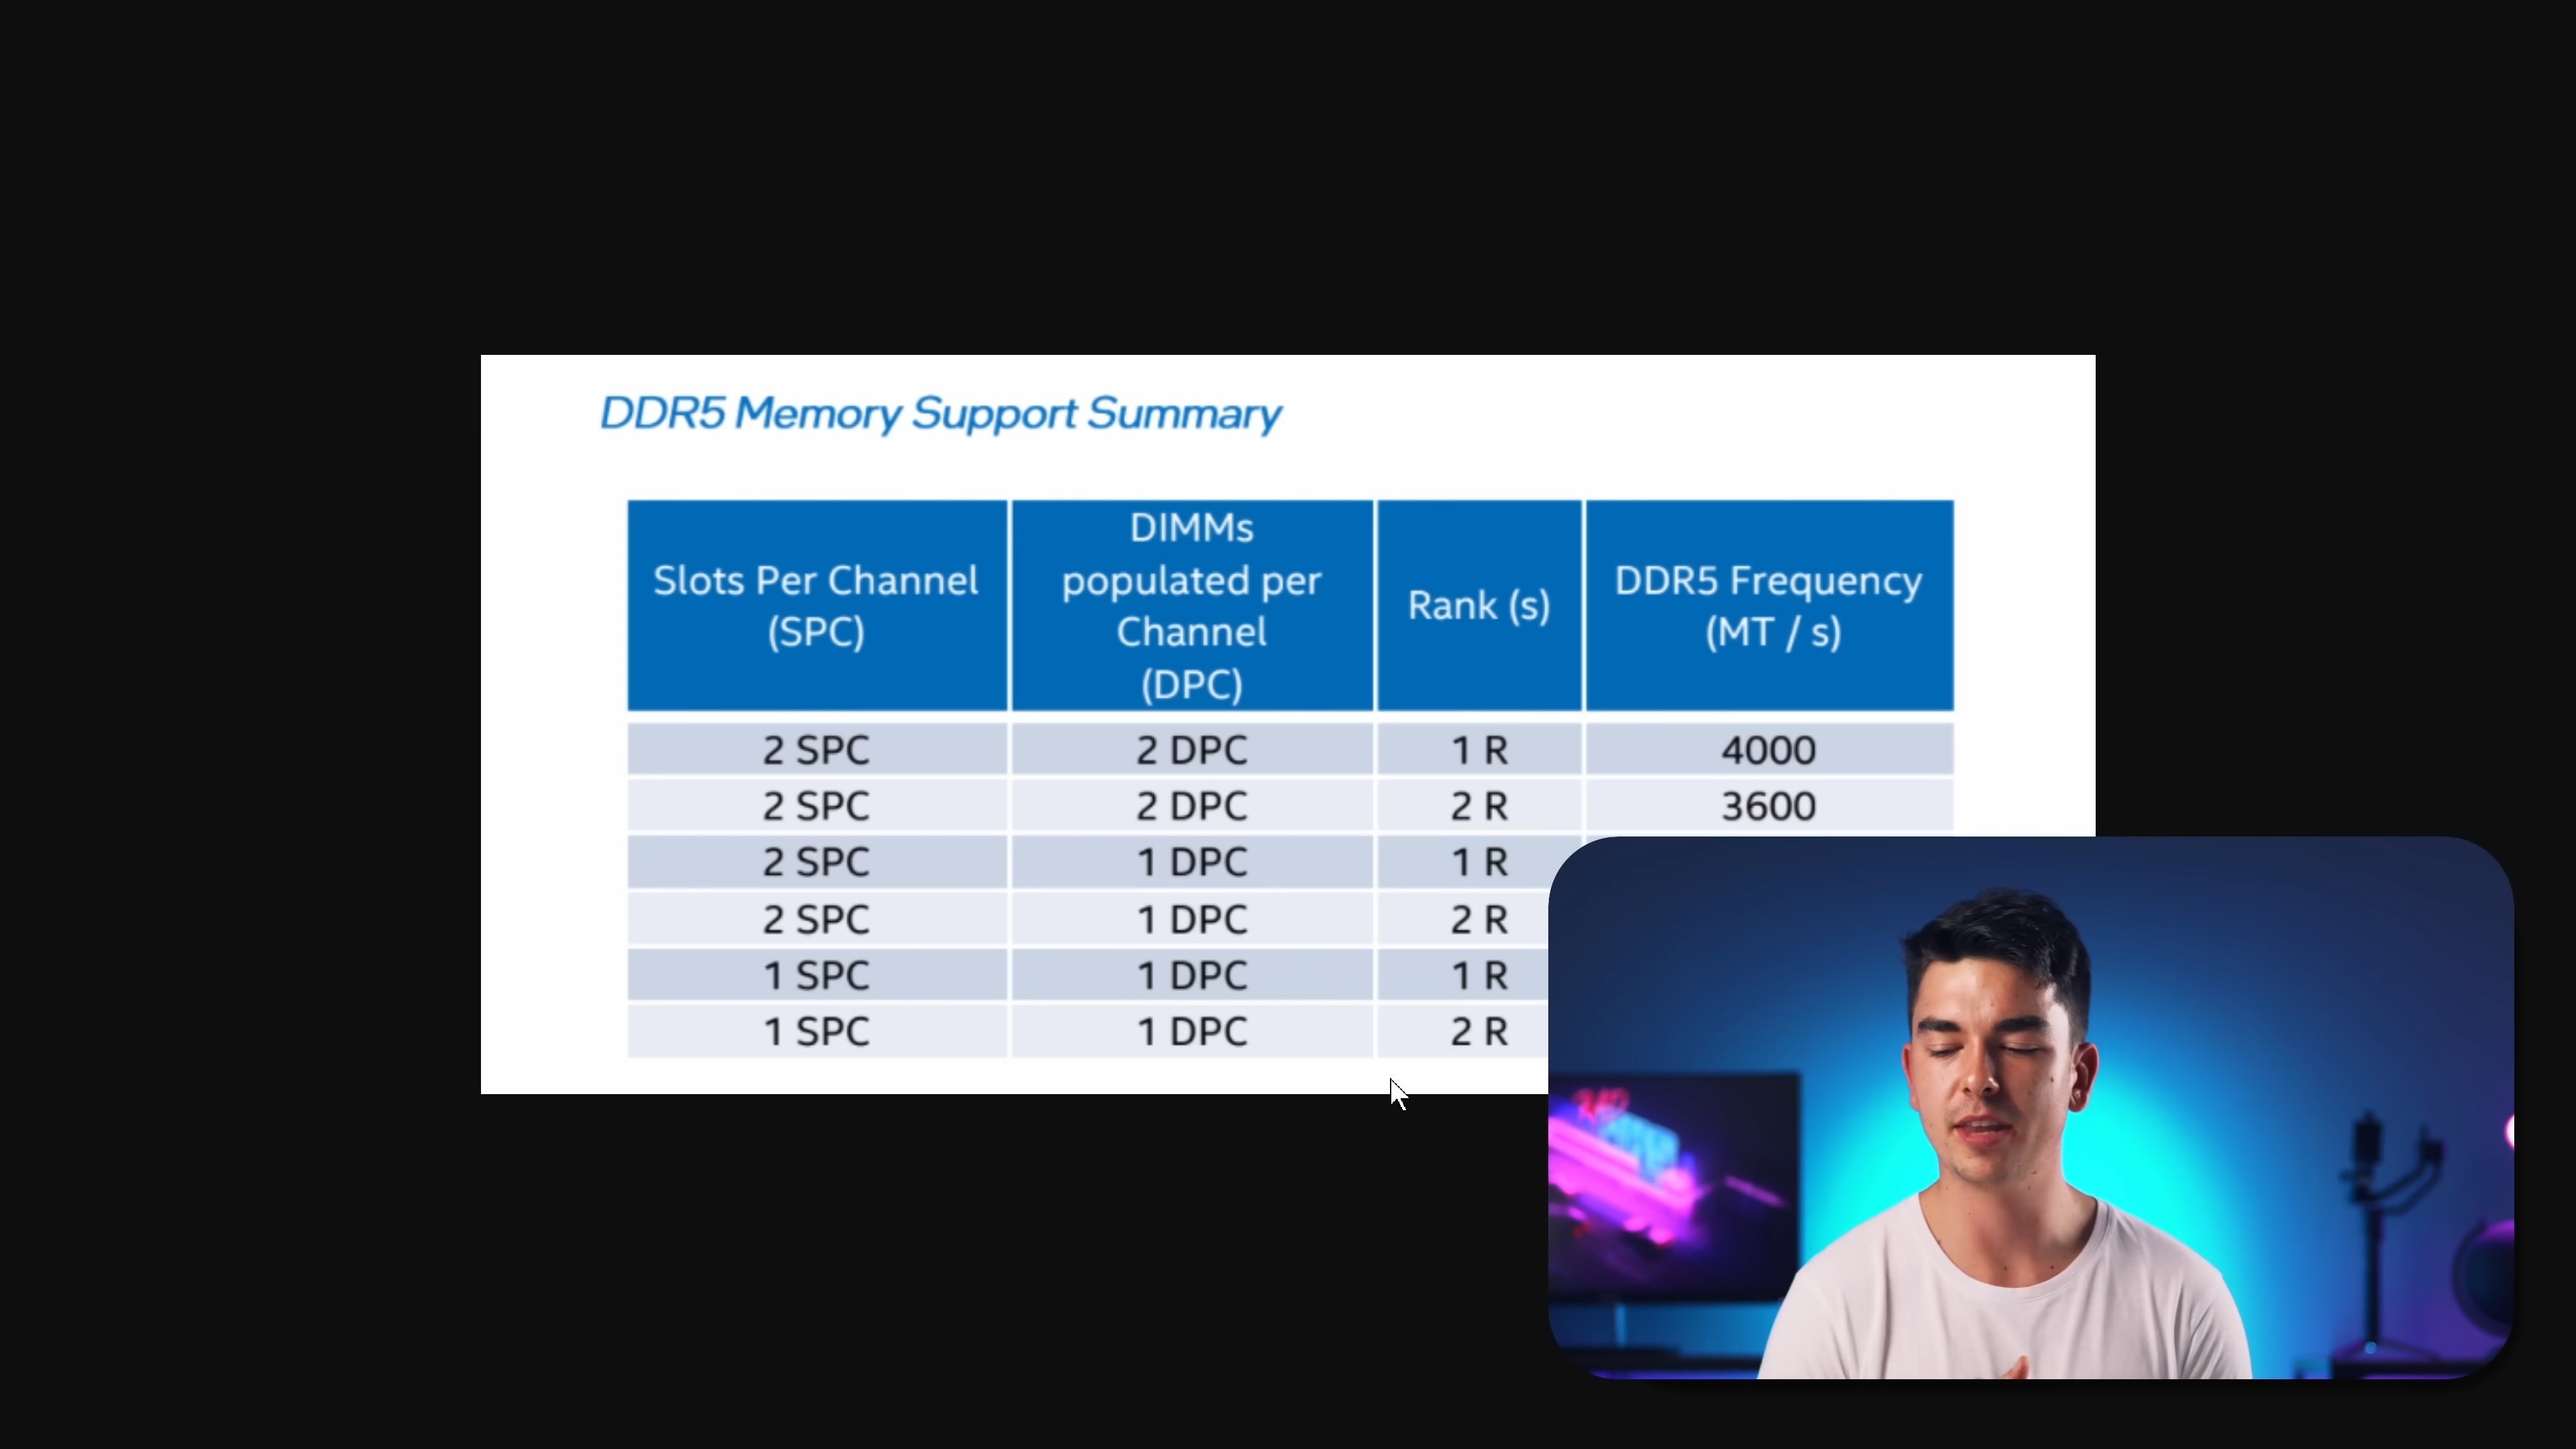 DDR5 Memory Support Summary
Slots Per Channel
(SPC)
DIMMs
populated per
Channel
(DPC)
Rank (s)
DDR5 Frequency
(MT / s)
2 SPC 2 DPC 1 R 4000
2 SPC 2 DPC 2 R 3600
2 SPC 1 DPC 1 R
2 SPC 1 DPC 2 R
1 SPC 1 DPC 1 R
1 SPC 1 DPC 2 R